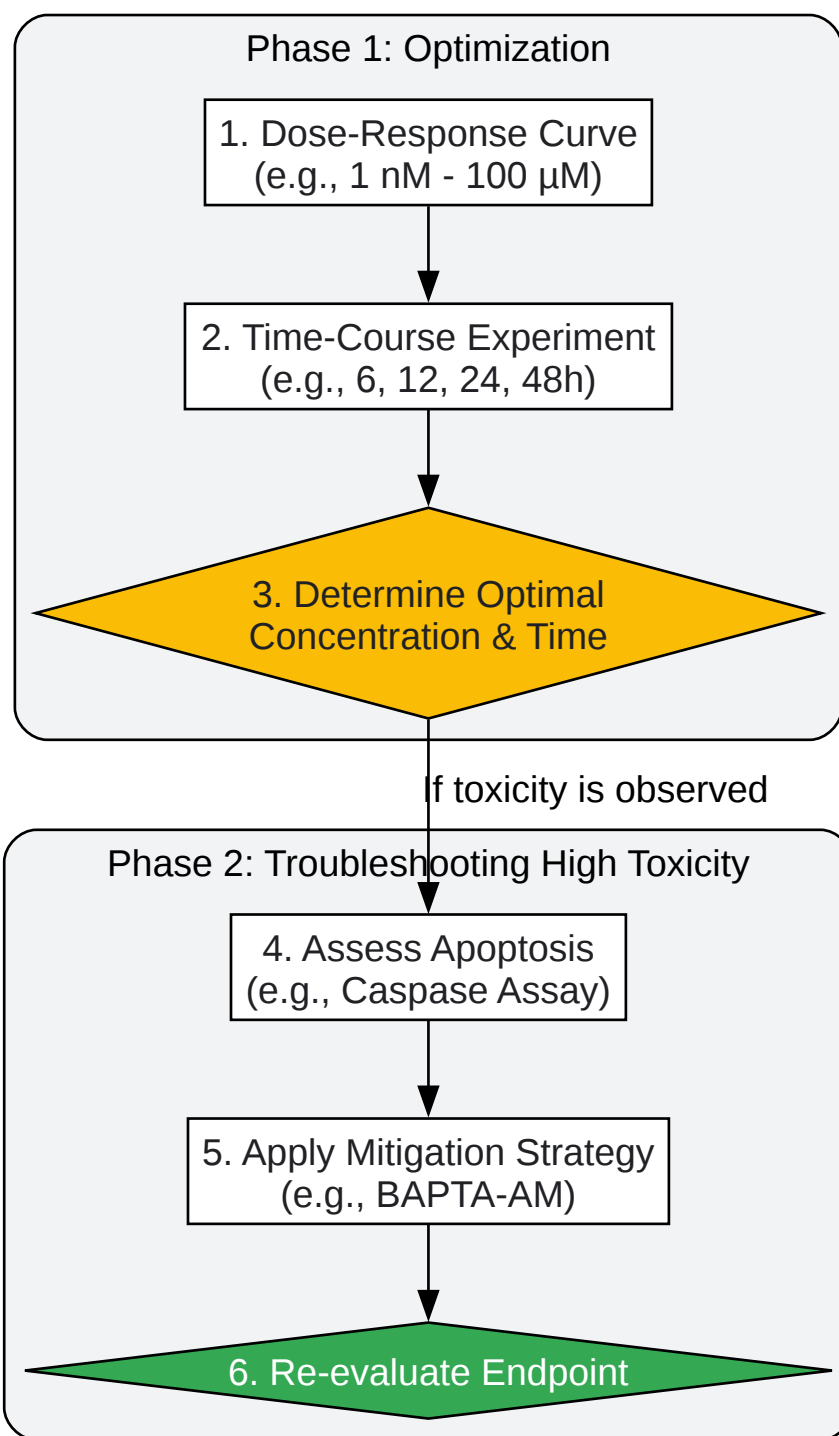 Phase 1: Optimization
1. Dose-Response Curve
(e.g., 1 nM - 100 µM)
2. Time-Course Experiment
(e.g., 6, 12, 24, 48h)
3. Determine Optimal
Concentration & Time
If toxicity is observed
Phase 2: Troubleshooting High Toxicity
4. Assess Apoptosis
(e.g., Caspase Assay)
5. Apply Mitigation Strategy
(e.g., BAPTA-AM)
6. Re-evaluate Endpoint